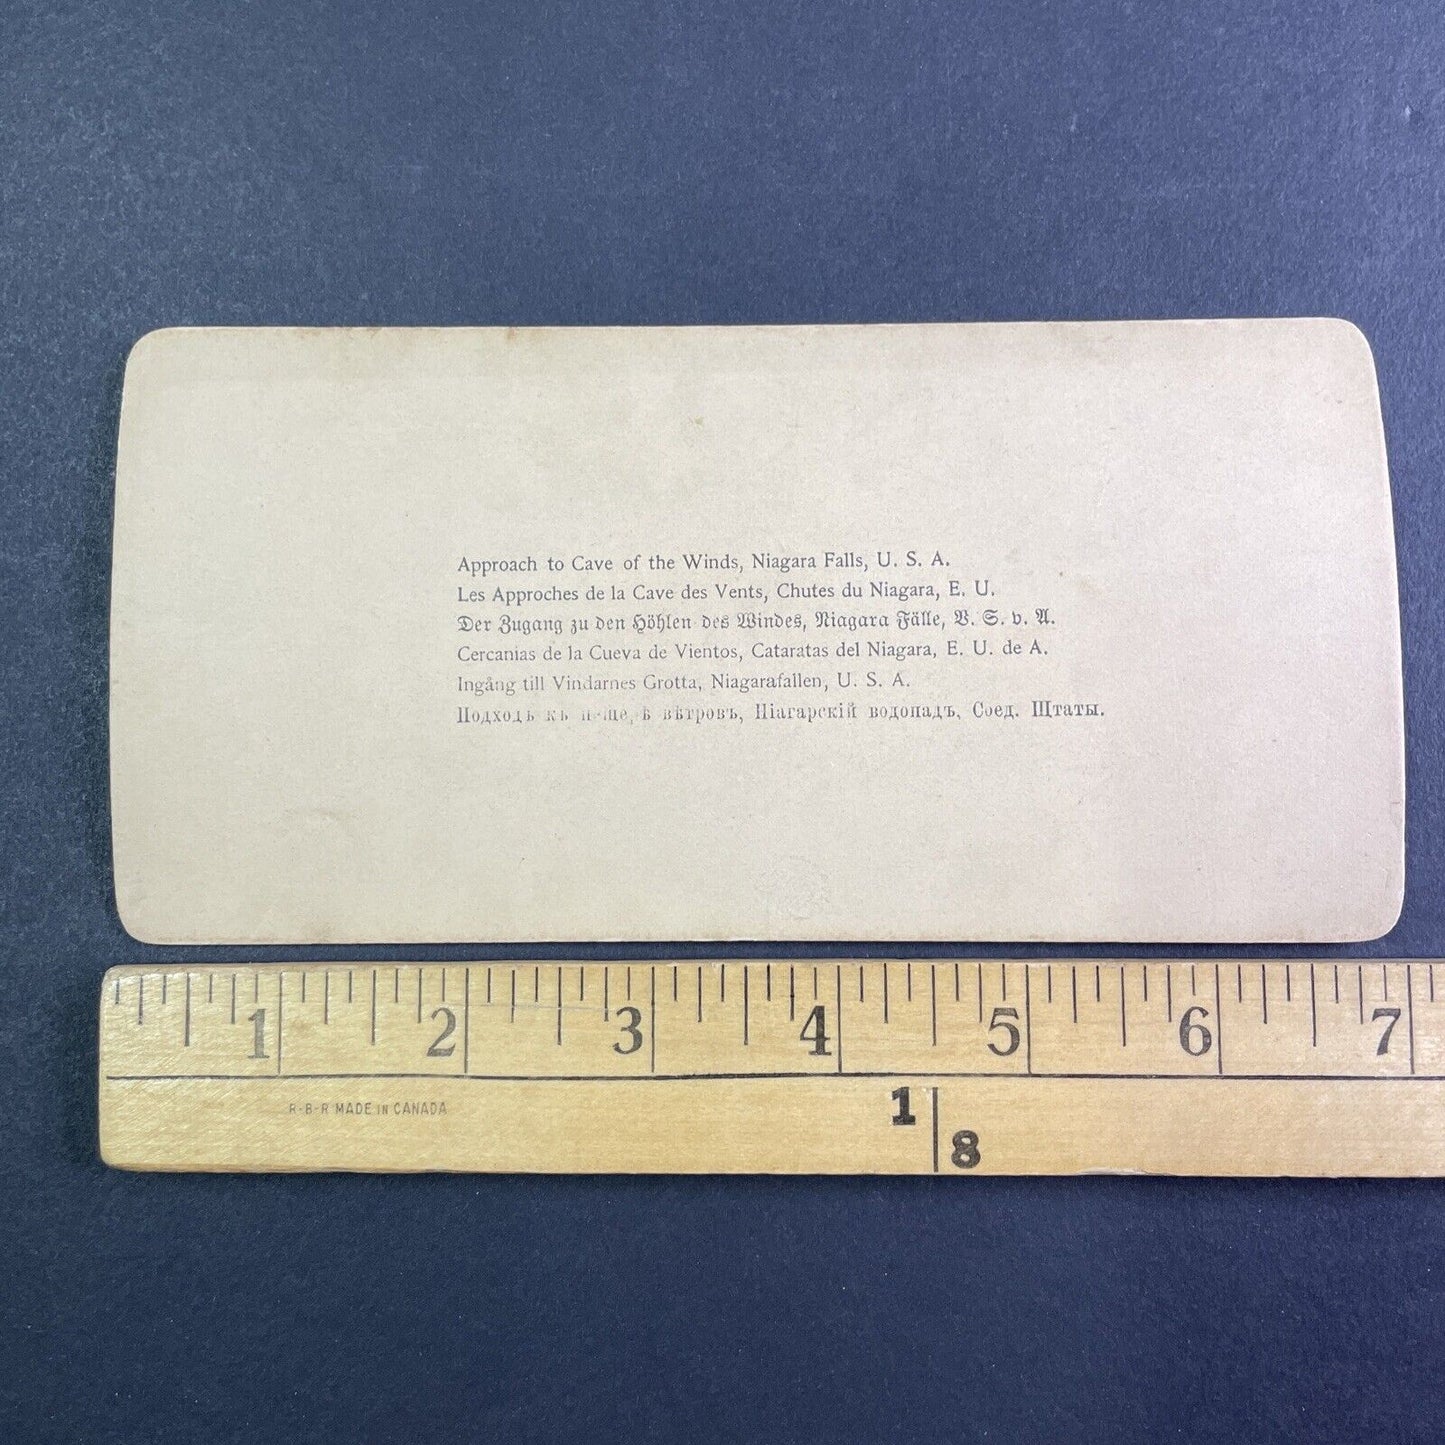 Approach to Cave of the Winds, Niagara Falls, U. S. A.
Les Approches de la Cave des Vents, Chutes du Niagara, E. U.
Der Zugang zu den Höhlen des Windes, Niagara Fälle, V. S. v. A.
Cercanias de la Cueva de Vientos, Cataratas del Niagara, E. U. de A.
Ingång till Vindarnes Grotta, Niagarafallen, U. S. A.
Подходъ къ вѣтровъ, Ніагарскій водопадъ, Соед. Штаты.
1 2 3 4 5 6 7
R-B-R MADE IN CANADA
1
8